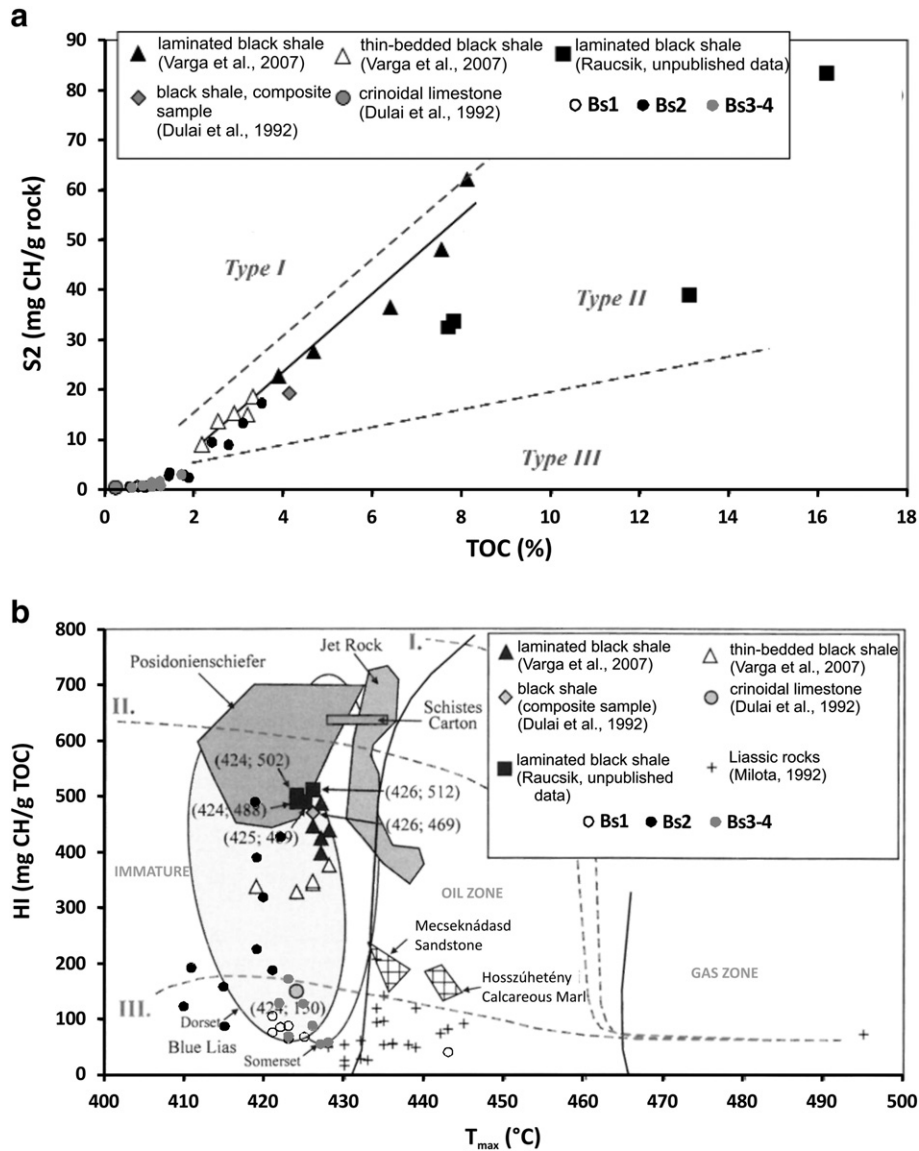 a
90
80
70
60
50
40
30
20
10
0
S2 (mg CH/g rock)
laminated black shale
(Varga et al., 2007)
thin-bedded black shale
(Varga et al., 2007)
laminated black shale
(Raucsik, unpublished data)
black shale, composite
sample
(Dulai et al., 1992)
crinoidal limestone
(Dulai et al., 1992)
Bs1 Bs2 Bs3-4
Type I
Type II
Type III
0 2 4 6 8 10 12 14 16 18
TOC (%)
b
800
700
600
500
400
300
200
100
0
HI (mg CH/g TOC)
Jet Rock
I.
Posidonienschiefer
II.
Schistes
Carton
(424; 502)
(426; 512)
(424; 488)
(426; 469)
IMMATURE
OIL ZONE
Mecseknádasd
Sandstone
GAS ZONE
Hosszúhetény
Calcareous Marl
III.
(424; 150)
Dorset
Blue Lias
Somerset
laminated black shale
(Varga et al., 2007)
thin-bedded black shale
(Varga et al., 2007)
black shale
(composite sample)
(Dulai et al., 1992)
crinoidal limestone
(Dulai et al., 1992)
laminated black shale
(Raucsik, unpublished
data)
Liassic rocks
(Milota, 1992)
Bs1 Bs2 Bs3-4
400 410 420 430 440 450 460 470 480 490 500
Tmax (°C)